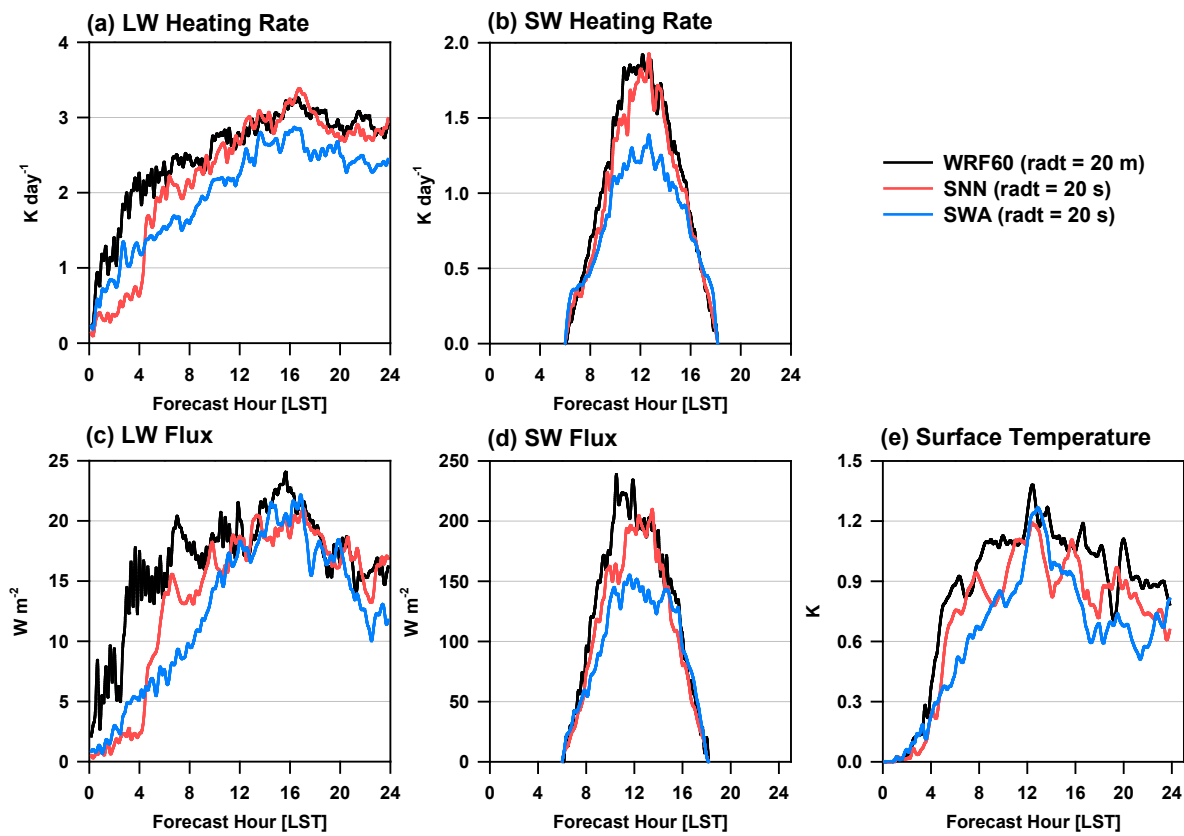 (a) LW Heating Rate
(b) SW Heating Rate
4
3
2
1
0
K day-1
0 4 8 12 16 20 24
Forecast Hour [LST]
2.0
1.5
1.0
0.5
0.0
K day-1
0 4 8 12 16 20 24
Forecast Hour [LST]
WRF60 (radt = 20 m)
SNN (radt = 20 s)
SWA (radt = 20 s)
(c) LW Flux
(d) SW Flux
(e) Surface Temperature
25
20
15
10
5
0
W m-2
0 4 8 12 16 20 24
Forecast Hour [LST]
250
200
150
100
50
0
W m-2
0 4 8 12 16 20 24
Forecast Hour [LST]
1.5
1.2
0.9
0.6
0.3
0.0
K
0 4 8 12 16 20 24
Forecast Hour [LST]